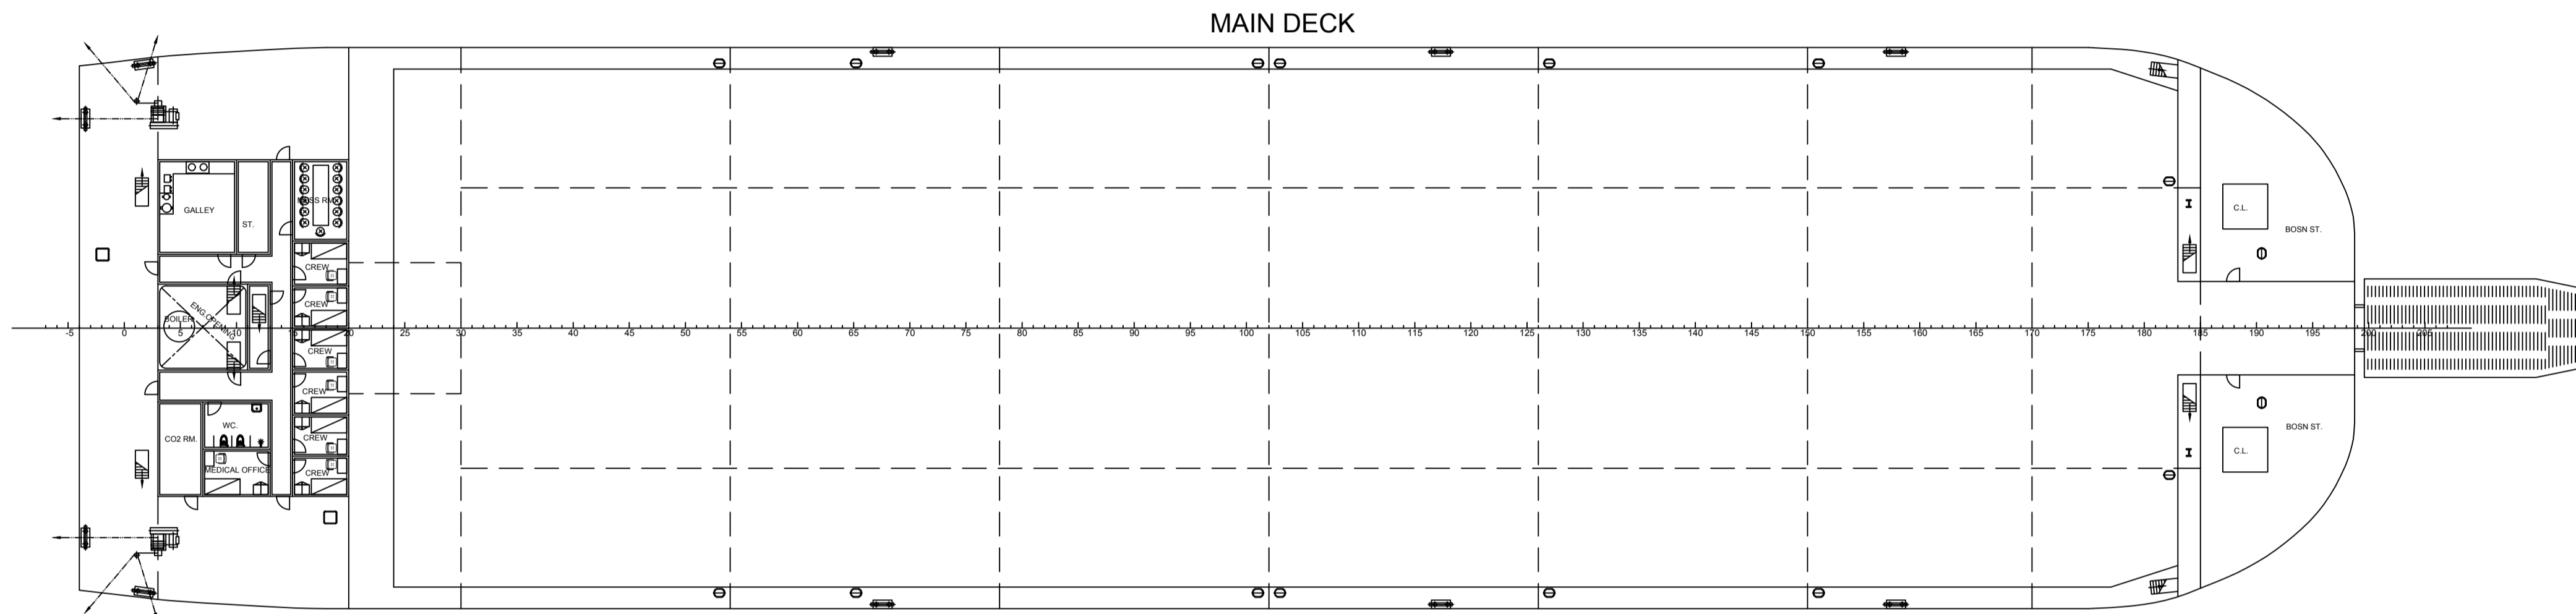 MAIN DECK
GALLEY
ST.
MESS RM.
C.L.
BOSN ST.
CREW
CREW
BOILER
ENG.OPENING
-5 0 5 10 15 20 25 30 35 40 45 50 55 60 65 70 75 80 85 90 95 100 105 110 115 120 125 130 135 140 145 150 155 160 165 170 175 180 185 190 195 200 205
CREW
CREW
WC.
CO2 RM.
CREW
MEDICAL OFFICE
CREW
BOSN ST.
C.L.